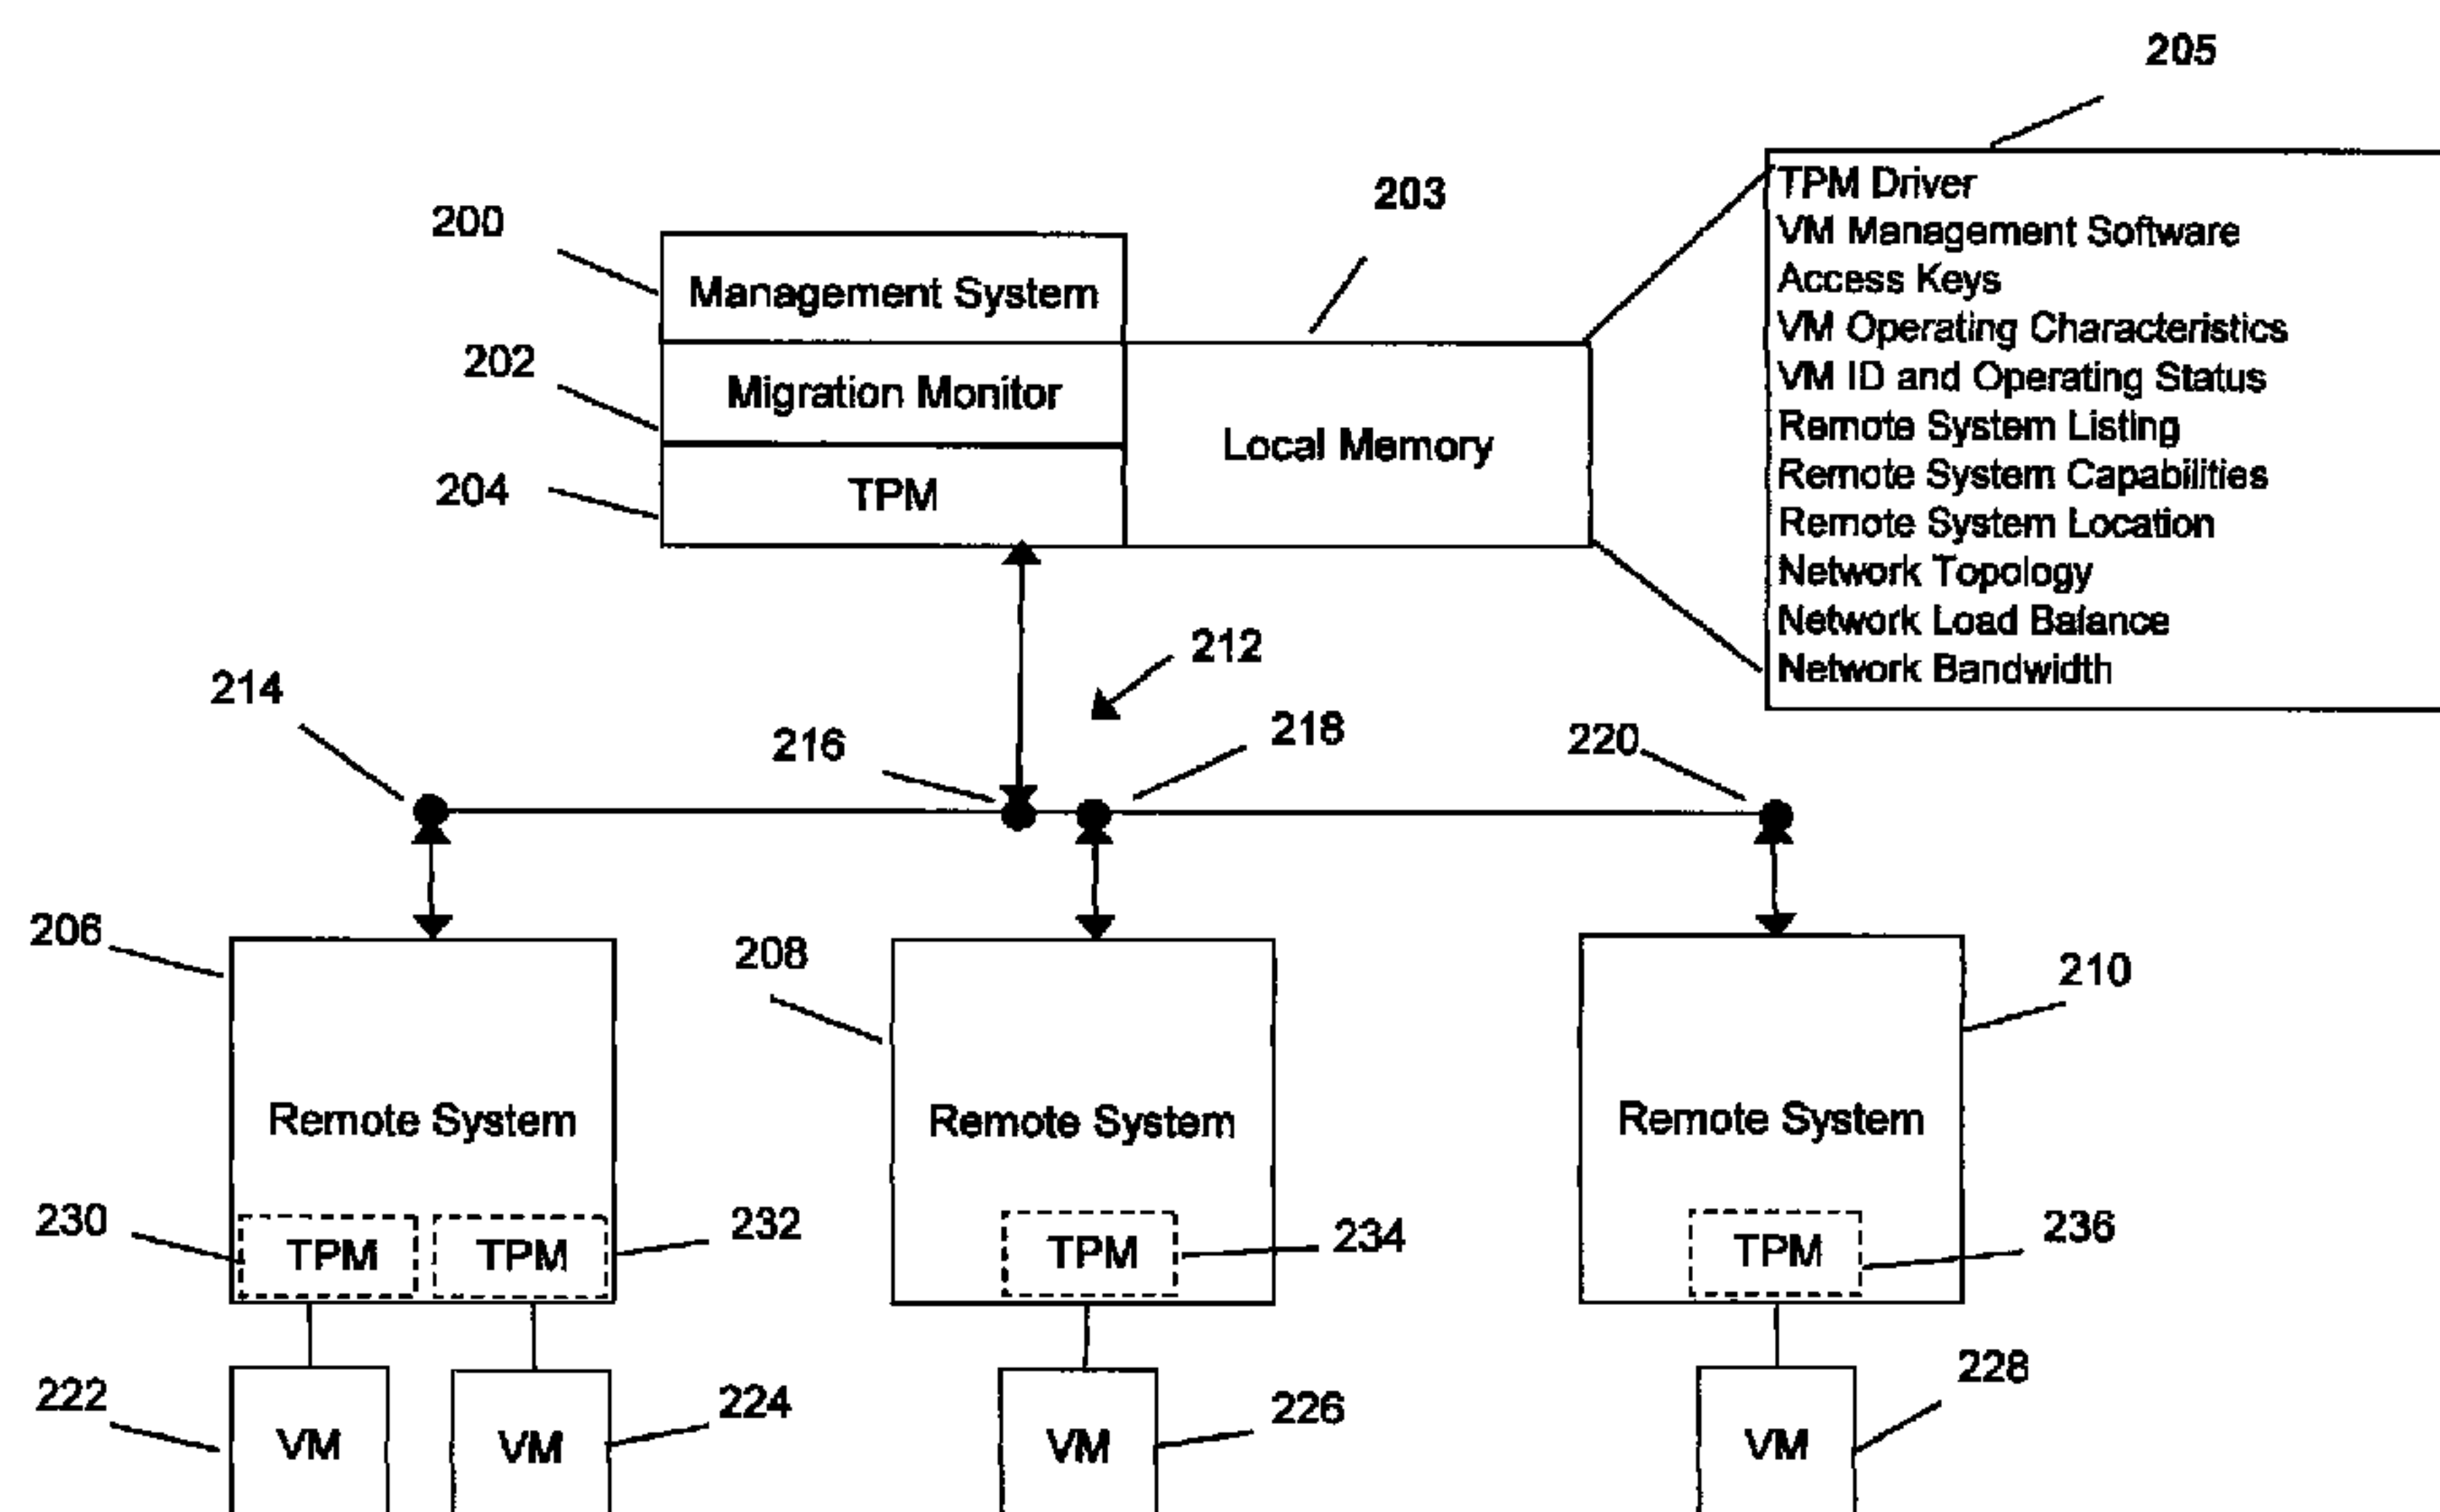 205
TPM Driver
VM Management Software
Access Keys
VM Operating Characteristics
VM ID and Operating Status
Remote System Listing
Remote System Capabilities
Remote System Location
Network Topology
Network Load Balance
Network Bandwidth
203
200
Management System
202
Migration Monitor
204
TPM
Local Memory
212
214
216
218
220
206
Remote System
208
Remote System
210
Remote System
230
TPM
TPM
232
TPM
234
TPM
236
222
VM
VM
224
VM
226
VM
228